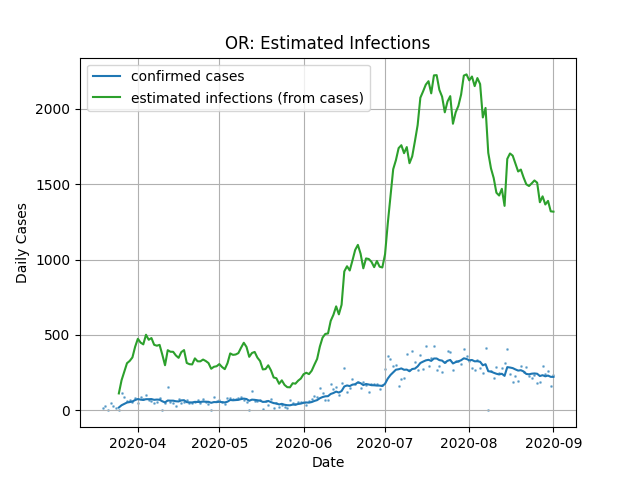 OR: Estimated Infections
confirmed cases
estimated infections (from cases)
Daily Cases
2000
1500
1000
500
0
2020-04 2020-05 2020-06 2020-07 2020-08 2020-09
Date